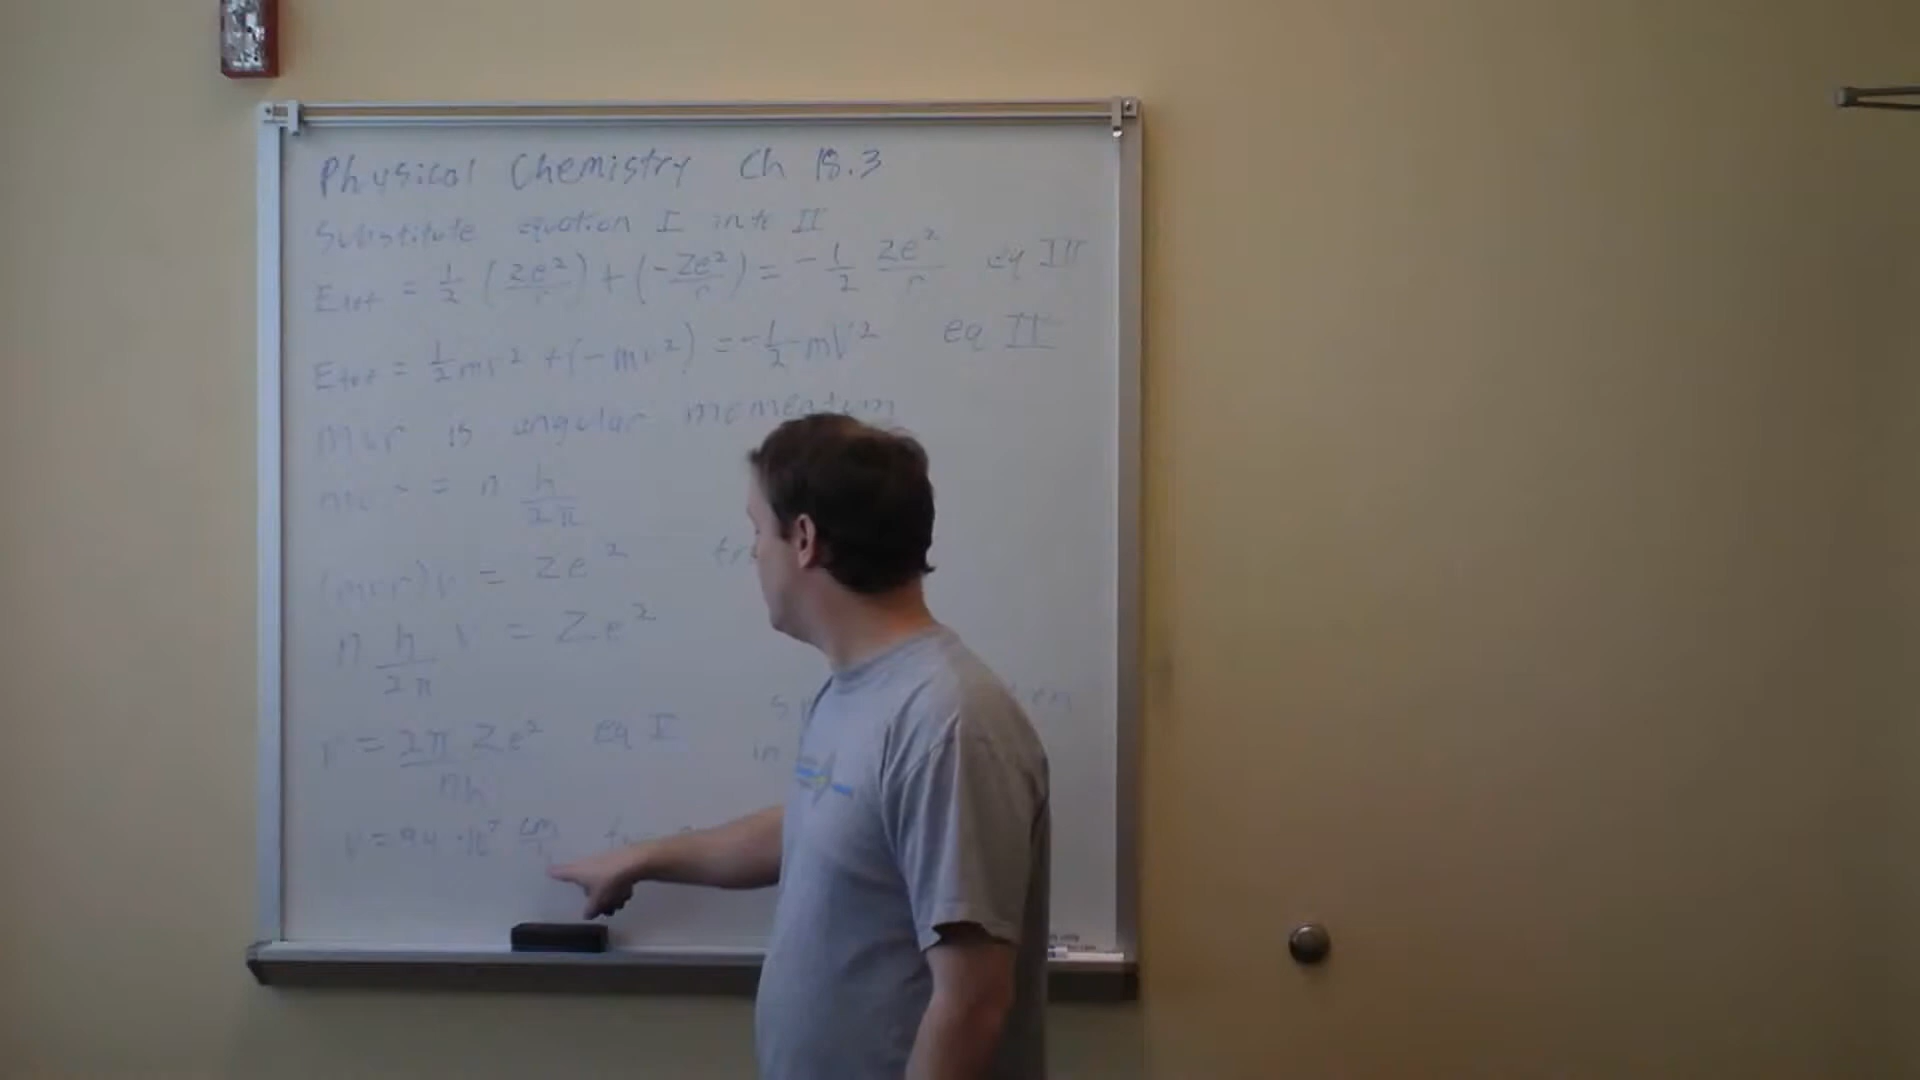 Physical Chemistry Ch 18.3
Substitute equation I into II
Etot = 1/2 (Ze²/r) + (-Ze²/r) = -1/2 Ze²/r eq III
Etot = 1/2 mv² + (-mv²) = -1/2 mv² eq II
mvr is angular momentum
mvr = n h/2π
(mvr)v = Ze²
n h/2π v = Ze²
v = 2π Ze²/nh eq I
in